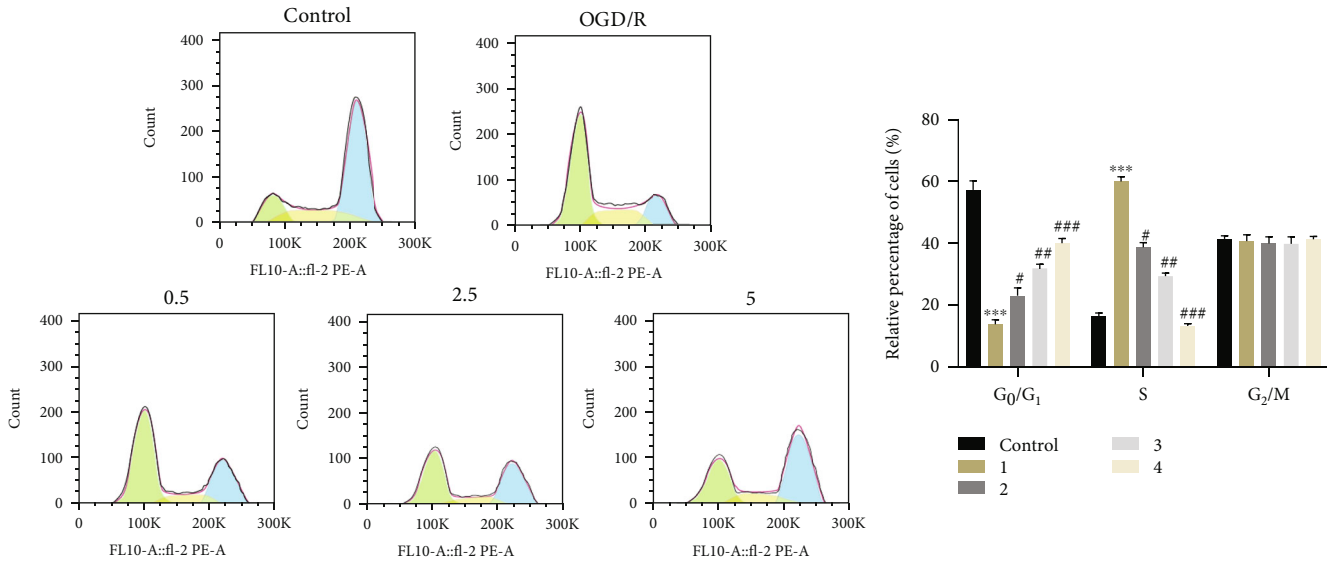 Control
400
300
200
100
0
Count
0 100K 200K 300K
FL10-A::fl-2 PE-A
OGD/R
400
300
200
100
0
Count
0 100K 200K 300K
FL10-A::fl-2 PE-A
0.5
400
300
200
100
0
Count
0 100K 200K 300K
FL10-A::fl-2 PE-A
2.5
400
300
200
100
0
Count
0 100K 200K 300K
FL10-A::fl-2 PE-A
5
400
300
200
100
0
Count
0 100K 200K 300K
FL10-A::fl-2 PE-A
Relative percentage of cells (%)
80
60
40
20
0
*** # ## ###
*** # ## ###
G0/G1 S G2/M
Control
1
2
3
4